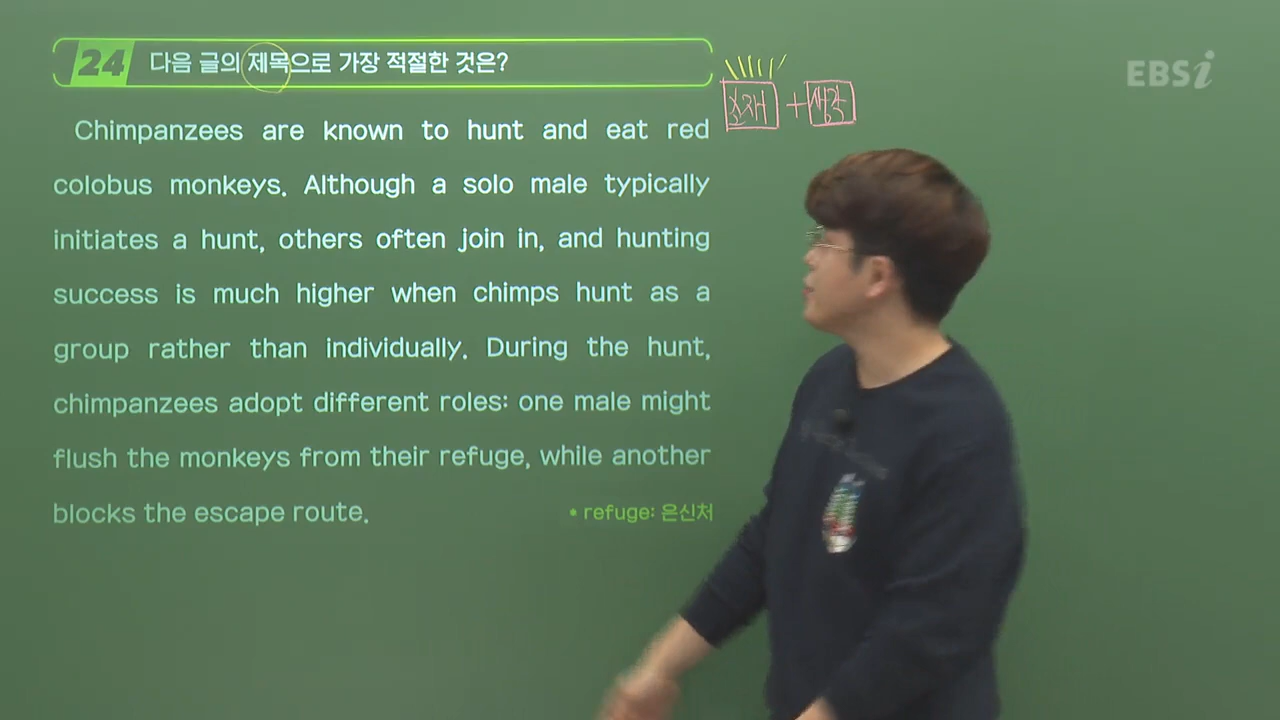 24 다음 글의 제목으로 가장 적절한 것은?
소재 + 생각
EBSi
Chimpanzees are known to hunt and eat red
colobus monkeys. Although a solo male typically
initiates a hunt, others often join in, and hunting
success is much higher when chimps hunt as a
group rather than individually. During the hunt,
chimpanzees adopt different roles: one male might
flush the monkeys from their refuge, while another
blocks the escape route.
• refuge: 은신처